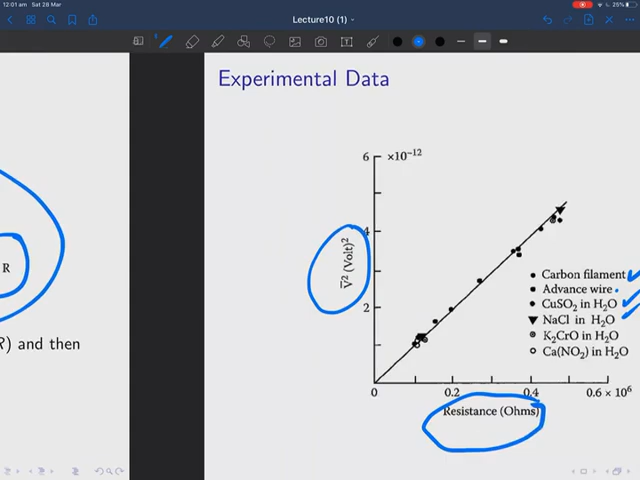 12:01 am Sat 28 Mar
25%
Lecture10 (1)
Experimental Data
6
×10⁻¹²
4
V̄² (Volt)²
2
R
R) and then
Carbon filament
Advance wire
CuSO₂ in H₂O
NaCl in H₂O
K₂CrO in H₂O
Ca(NO₂) in H₂O
0
0.2
0.4
0.6 × 10⁶
Resistance (Ohms)